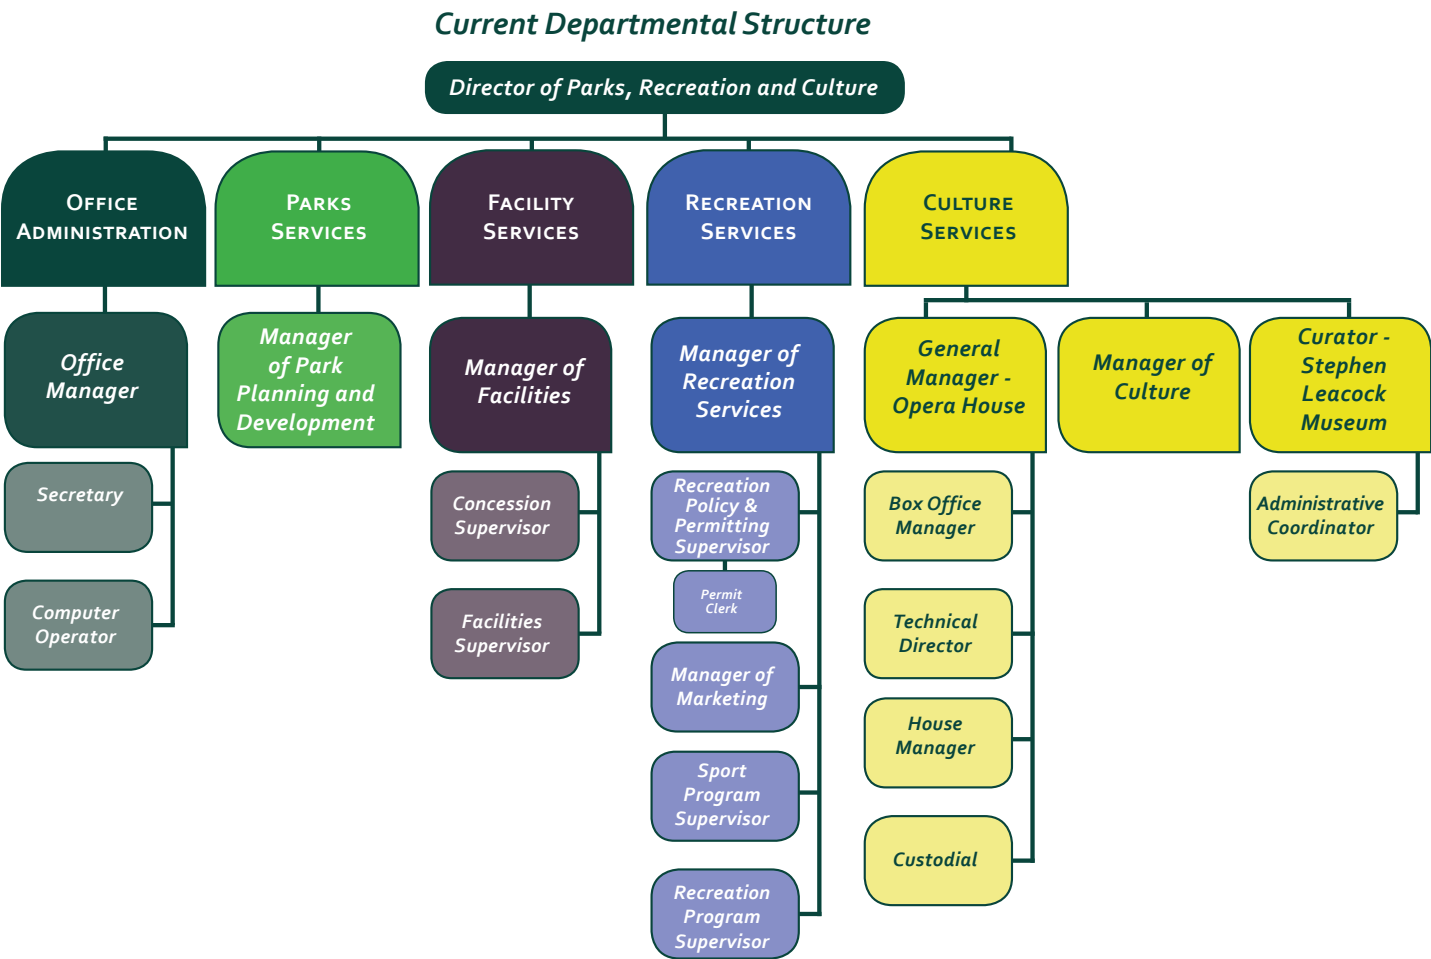 Current Departmental Structure
Director of Parks, Recreation and Culture
OFFICE
ADMINISTRATION
PARKS
SERVICES
FACILITY
SERVICES
RECREATION
SERVICES
CULTURE
SERVICES
Office
Manager
Manager
of Park
Planning and
Development
Manager of
Facilities
Manager of
Recreation
Services
General
Manager -
Opera House
Manager of
Culture
Curator -
Stephen
Leacock
Museum
Secretary
Computer
Operator
Concession
Supervisor
Facilities
Supervisor
Recreation
Policy &
Permitting
Supervisor
Permit
Clerk
Manager of
Marketing
Sport
Program
Supervisor
Recreation
Program
Supervisor
Box Office
Manager
Technical
Director
House
Manager
Custodial
Administrative
Coordinator